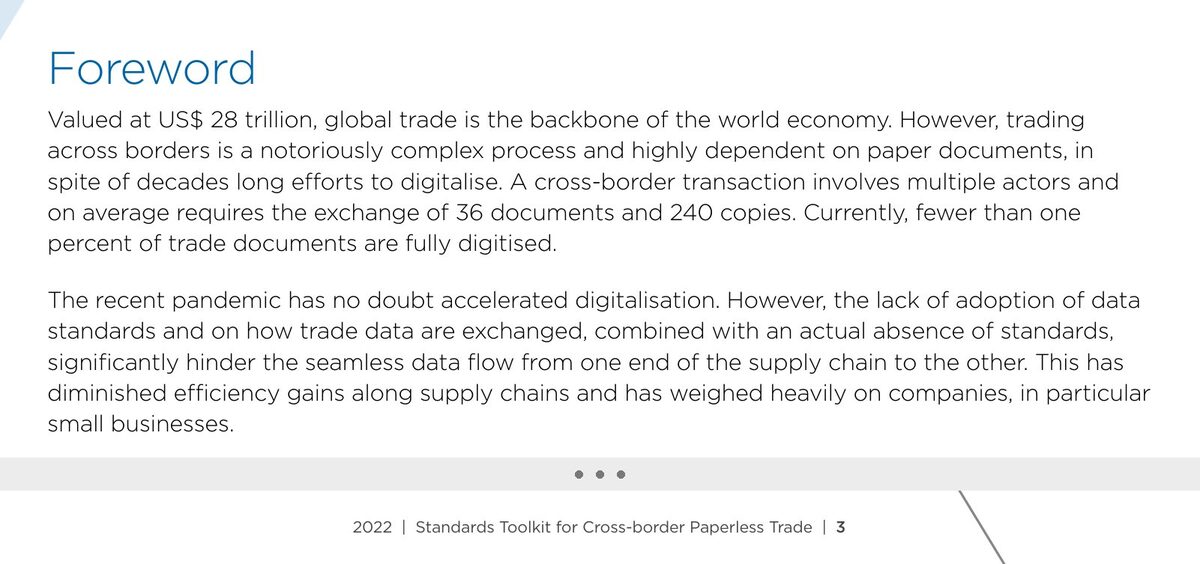 Foreword
Valued at US$ 28 trillion, global trade is the backbone of the world economy. However, trading
across borders is a notoriously complex process and highly dependent on paper documents, in
spite of decades long efforts to digitalise. A cross-border transaction involves multiple actors and
on average requires the exchange of 36 documents and 240 copies. Currently, fewer than one
percent of trade documents are fully digitised.
The recent pandemic has no doubt accelerated digitalisation. However, the lack of adoption of data
standards and on how trade data are exchanged, combined with an actual absence of standards,
significantly hinder the seamless data flow from one end of the supply chain to the other. This has
diminished efficiency gains along supply chains and has weighed heavily on companies, in particular
small businesses.
• • •
2022 | Standards Toolkit for Cross-border Paperless Trade | 3